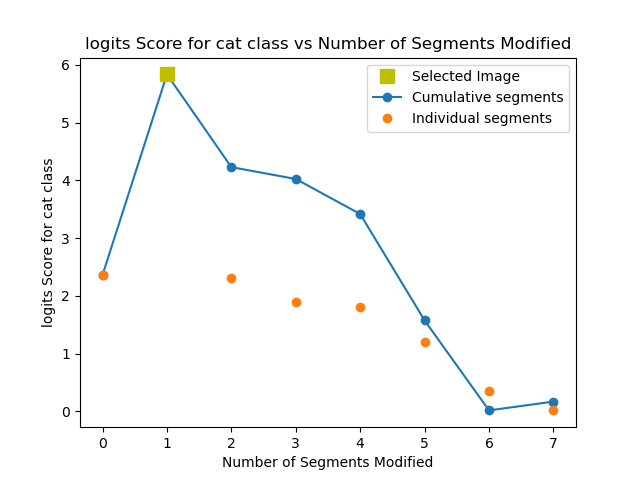 logits Score for cat class vs Number of Segments Modified
Selected Image
Cumulative segments
Individual segments
logits Score for cat class
6
5
4
3
2
1
0
0 1 2 3 4 5 6 7
Number of Segments Modified